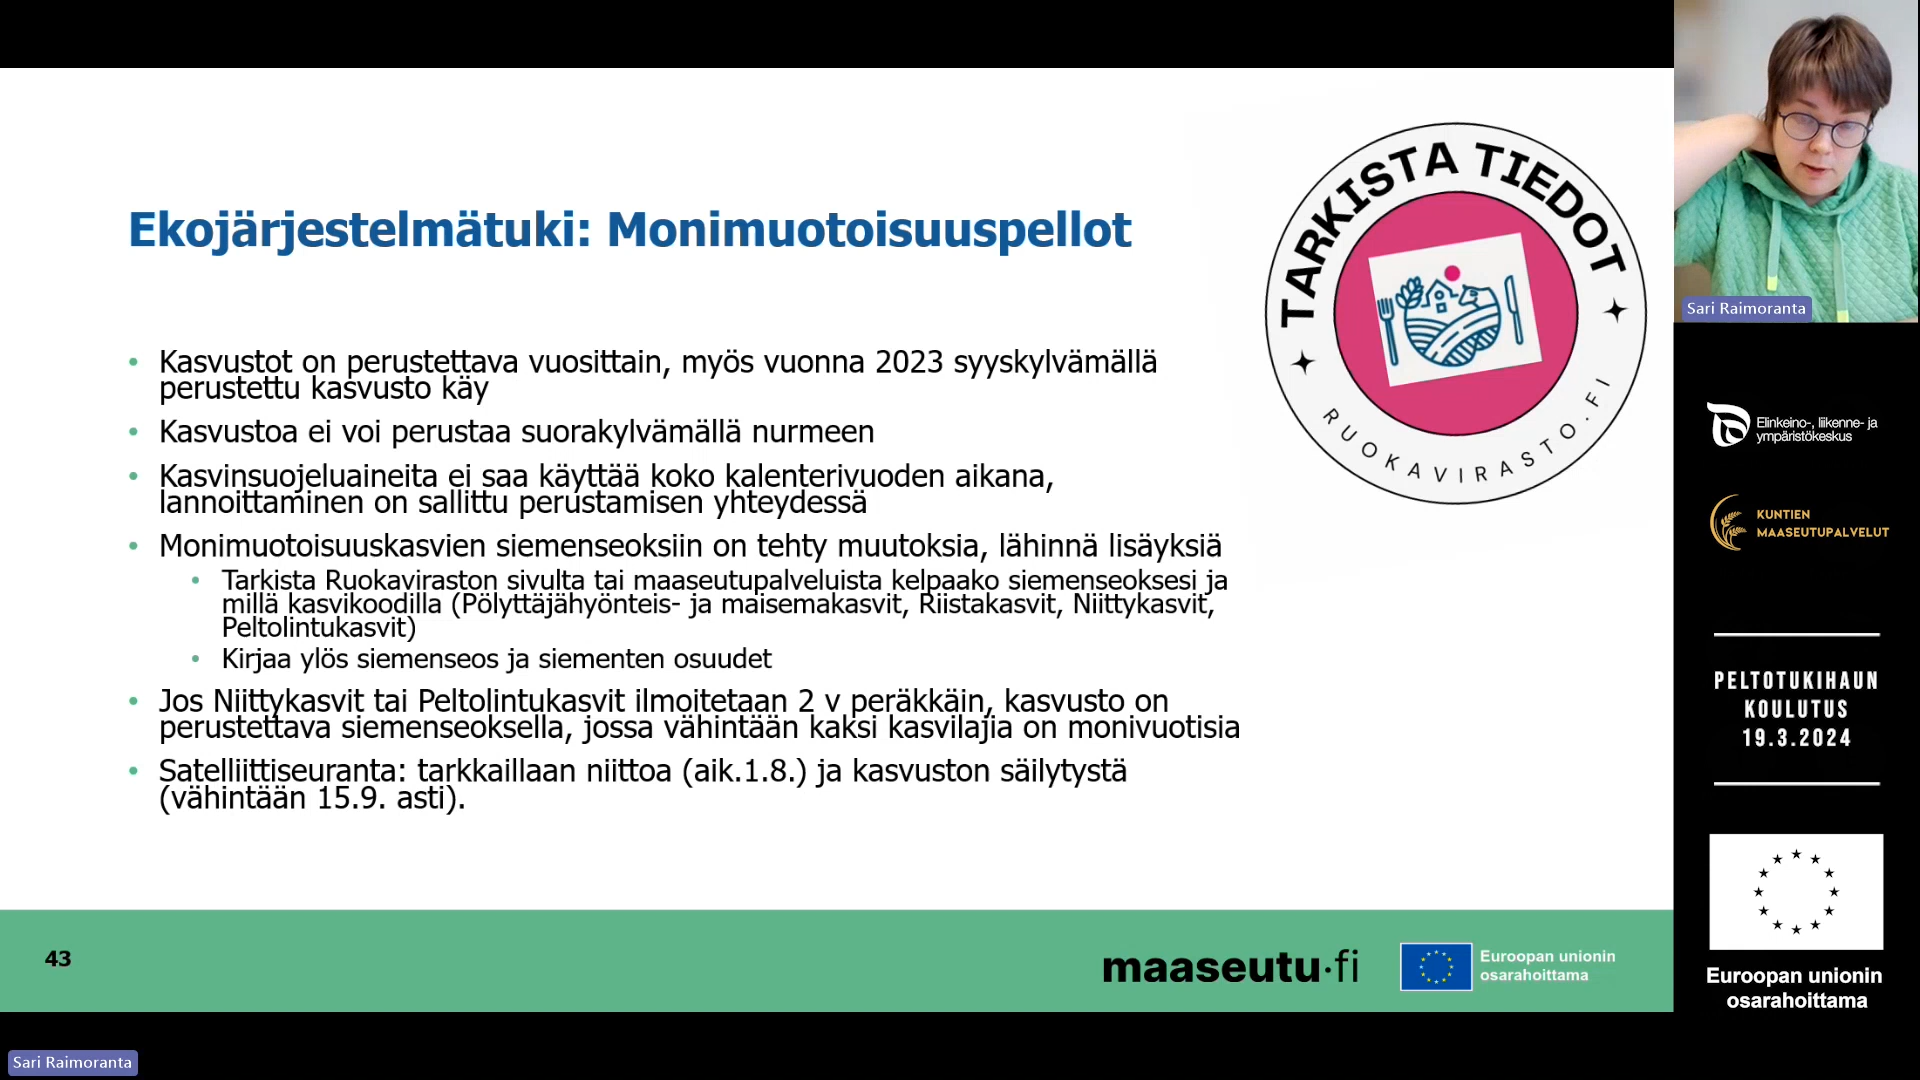 Ekojärjestelmätuki: Monimuotoisuuspellot
TARKISTA TIEDOT
RUOKAVIRASTO.FI
• Kasvustot on perustettava vuosittain, myös vuonna 2023 syyskylvämällä
perustettu kasvusto käy
• Kasvustoa ei voi perustaa suorakylvämällä nurmeen
• Kasvinsuojeluaineita ei saa käyttää koko kalenterivuoden aikana,
lannoittaminen on sallittu perustamisen yhteydessä
• Monimuotoisuuskasvien siemenseoksiin on tehty muutoksia, lähinnä lisäyksiä
• Tarkista Ruokaviraston sivulta tai maaseutupalveluista kelpaako siemenseoksesi ja
millä kasvikoodilla (Pölyttäjähyönteis- ja maisemakasvit, Riistakasvit, Niittykasvit,
Peltolintukasvit)
• Kirjaa ylös siemenseos ja siementen osuudet
• Jos Niittykasvit tai Peltolintukasvit ilmoitetaan 2 v peräkkäin, kasvusto on
perustettava siemenseoksella, jossa vähintään kaksi kasvilajia on monivuotisia
• Satelliittiseuranta: tarkkaillaan niittoa (aik.1.8.) ja kasvuston säilytystä
(vähintään 15.9. asti).
43
maaseutu.fi
Euroopan unionin
osarahoittama
Sari Raimoranta
Elinkeino-, liikenne- ja
ympäristökeskus
KUNTIEN
MAASEUTUPALVELUT
PELTOTUKIHAUN
KOULUTUS
19.3.2024
Euroopan unionin
osarahoittama
Sari Raimoranta